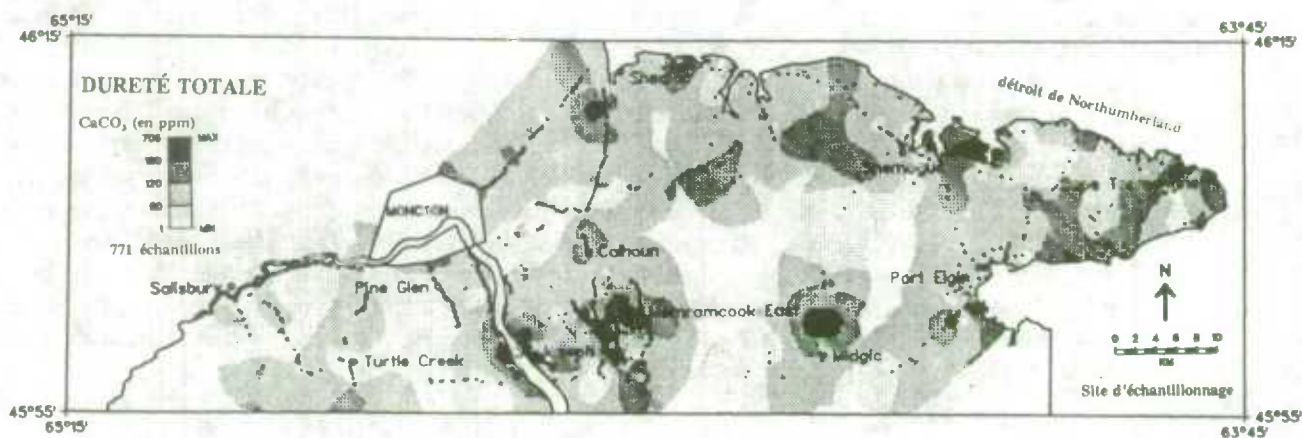 65°15'
63°45'
46°15'
46°15'
DURETÉ TOTALE
CaCO₃ (en ppm)
706 MAX
180
120
60
1 MIN
771 échantillons
détroit de Northumberland
Shemogue
MONCTON
Calhoun
Salisbury
Pine Glen
Port Elgin
Memramcook East
Midgic
Turtle Creek
N
0 2 4 6 8 10
KM
Site d'échantillonnage
45°55'
45°55'
65°15'
63°45'